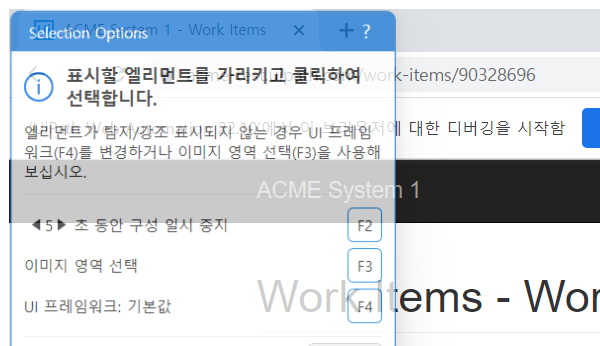 ACME System 1 - Work Items
Selection Options ?
/work-items/90328696
표시할 엘리먼트를 가리키고 클릭하여
선택합니다.
에 대한 디버깅을 시작함
엘리먼트가 탐지/강조 표시되지 않는 경우 UI 프레임
워크(F4)를 변경하거나 이미지 영역 선택(F3)을 사용해
보십시오.
ACME System 1
◀5▶ 초 동안 구성 일시 중지 F2
이미지 영역 선택 F3
Work Items - Wor
UI 프레임워크: 기본값 F4